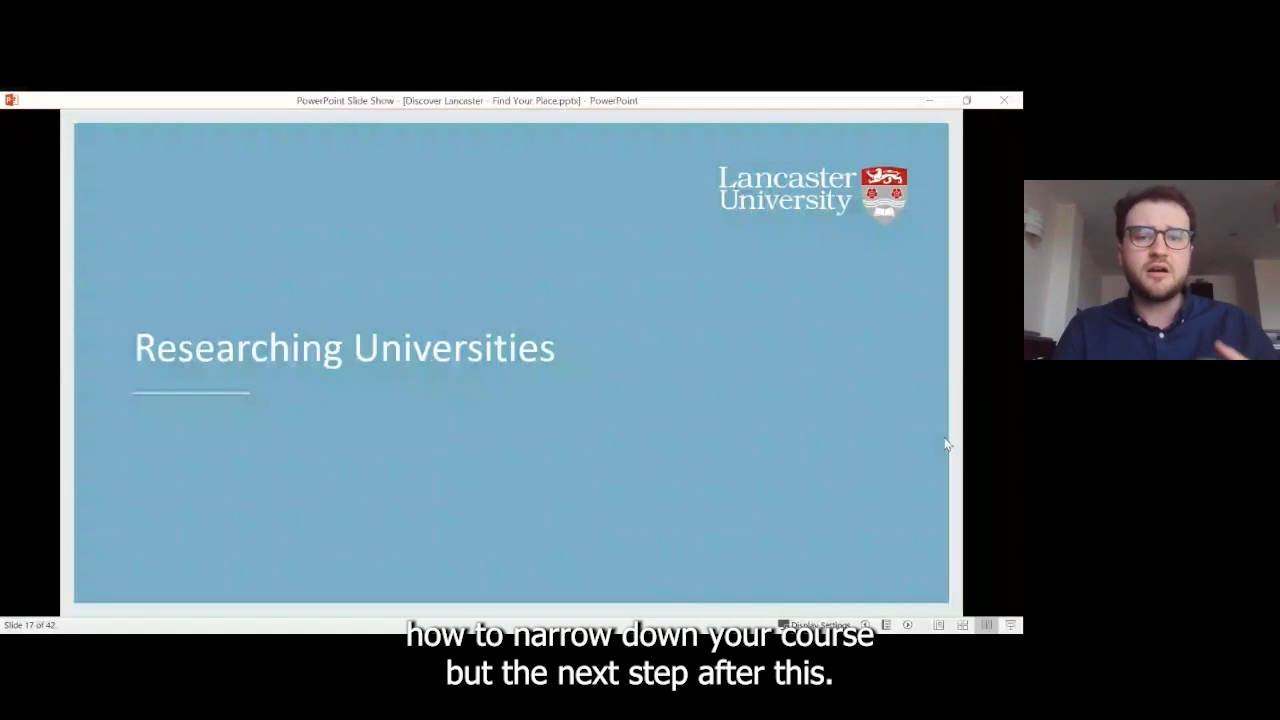 PowerPoint Slide Show - [Discover Lancaster - Find Your Place.pptx] - PowerPoint
Lancaster
University
Researching Universities
Slide 17 of 42
Display Settings
how to narrow down your course
but the next step after this.